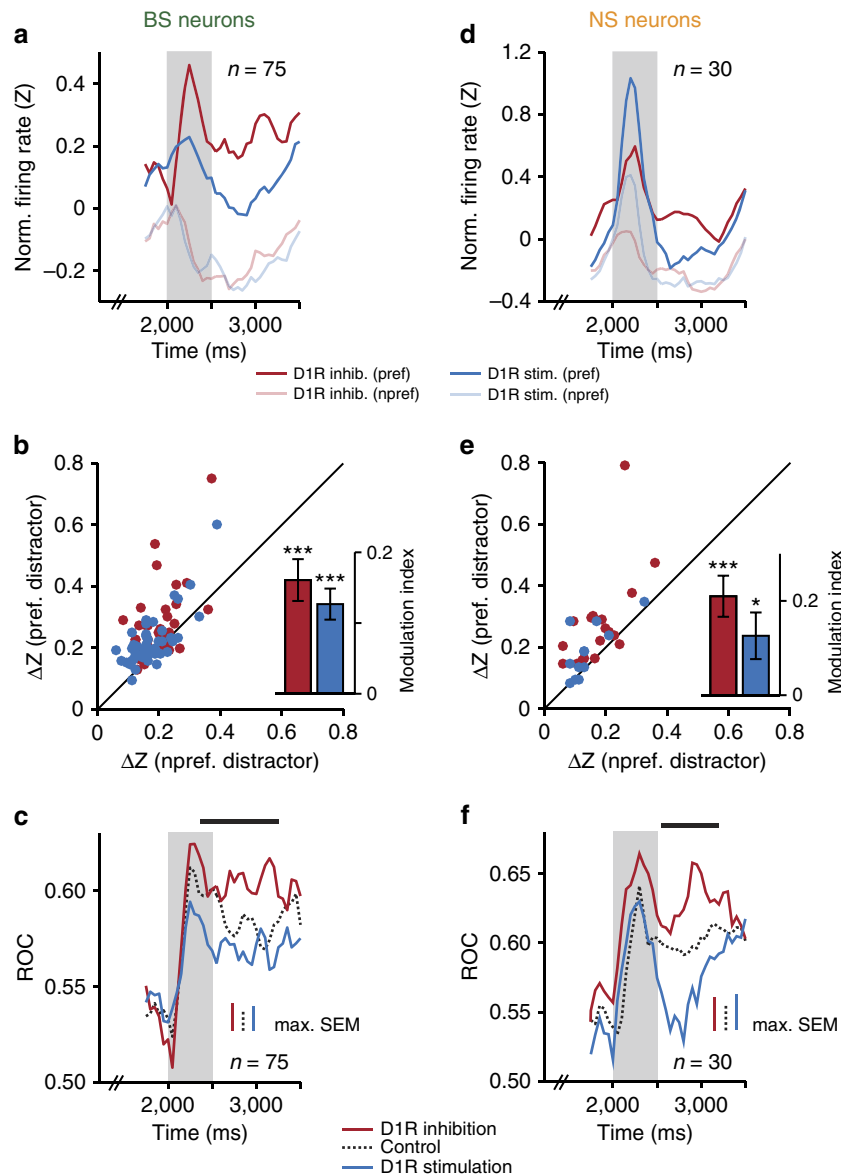 BS neurons
a
Norm. firing rate (Z)
0.4
0.2
0
–0.2
n = 75
2,000
3,000
Time (ms)
NS neurons
d
Norm. firing rate (Z)
1.2
0.8
0.4
0
–0.4
n = 30
2,000
3,000
Time (ms)
D1R inhib. (pref)
D1R stim. (pref)
D1R inhib. (npref)
D1R stim. (npref)
b
ΔZ (pref. distractor)
0.8
0.6
0.4
0.2
0
0
0.2
0.4
0.6
0.8
ΔZ (npref. distractor)
***
***
0.2
0
Modulation index
e
ΔZ (pref. distractor)
0.8
0.6
0.4
0.2
0
0
0.2
0.4
0.6
0.8
ΔZ (npref. distractor)
***
*
0.2
0
Modulation index
c
ROC
0.60
0.55
0.50
max. SEM
n = 75
2,000
3,000
Time (ms)
f
ROC
0.65
0.60
0.55
0.50
max. SEM
n = 30
2,000
3,000
Time (ms)
D1R inhibition
Control
D1R stimulation